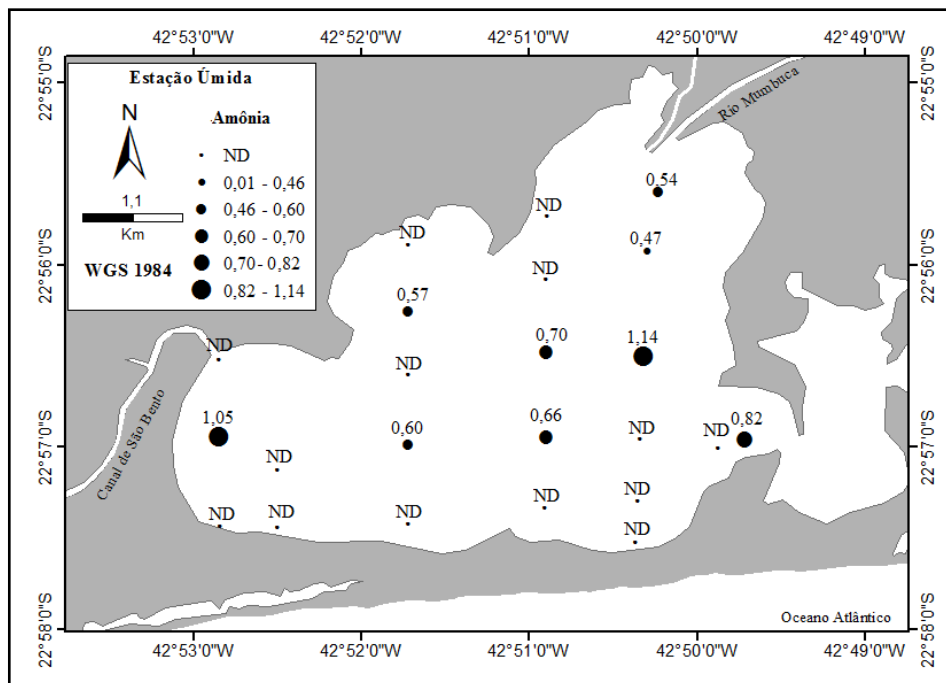 42°53'0"W 42°52'0"W 42°51'0"W 42°50'0"W 42°49'0"W
22°55'0"S
22°55'0"S
Estação Úmida
N
1,1
Km
WGS 1984
Amônia
ND
0,01 - 0,46
0,46 - 0,60
0,60 - 0,70
0,70- 0,82
0,82 - 1,14
Rio Mumbuca
0,54
ND
ND
0,47
22°56'0"S
22°56'0"S
ND
0,57
0,70
1,14
ND
ND
1,05
0,60
0,66
ND
ND
0,82
22°57'0"S
22°57'0"S
Canal de São Bento
ND
ND
ND
ND
ND
ND
ND
Oceano Atlântico
22°58'0"S
22°58'0"S
42°53'0"W 42°52'0"W 42°51'0"W 42°50'0"W 42°49'0"W